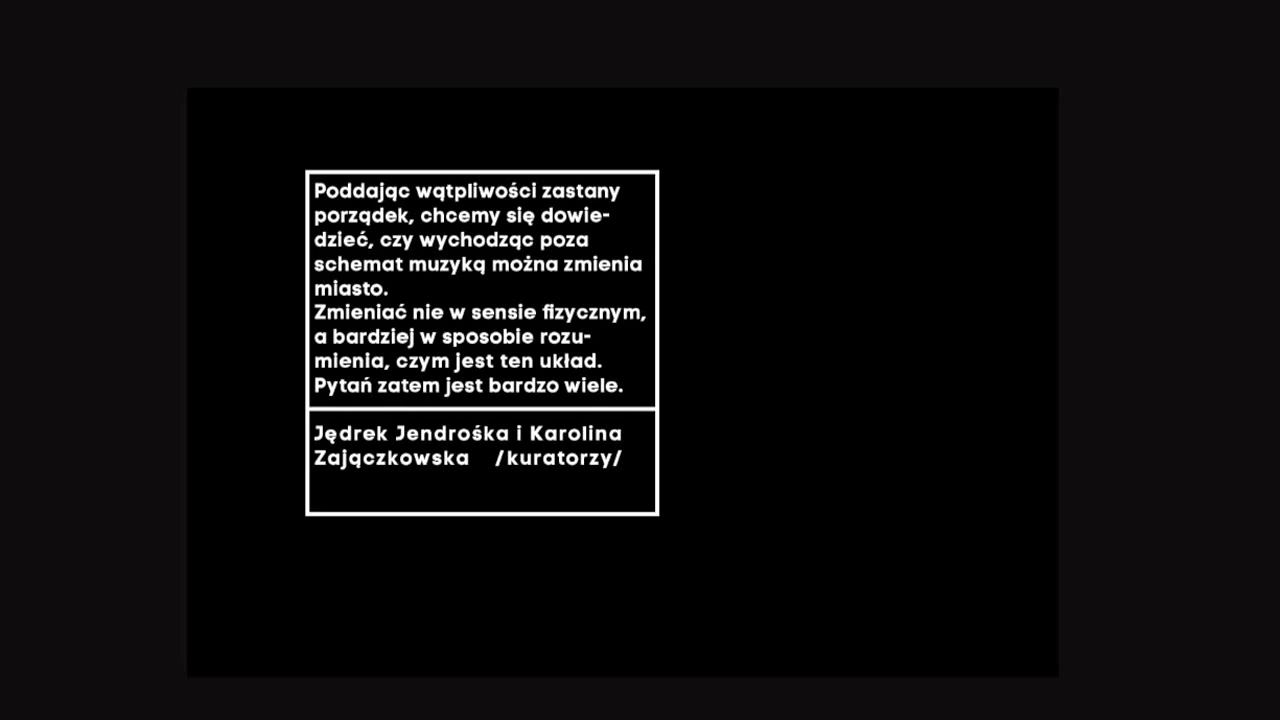 Poddając wątpliwości zastany
porządek, chcemy się dowie-
dzieć, czy wychodząc poza
schemat muzyką można zmienia
miasto.
Zmieniać nie w sensie fizycznym,
a bardziej w sposobie rozu-
mienia, czym jest ten układ.
Pytań zatem jest bardzo wiele.
Jędrek Jendrośka i Karolina
Zajączkowska /kuratorzy/